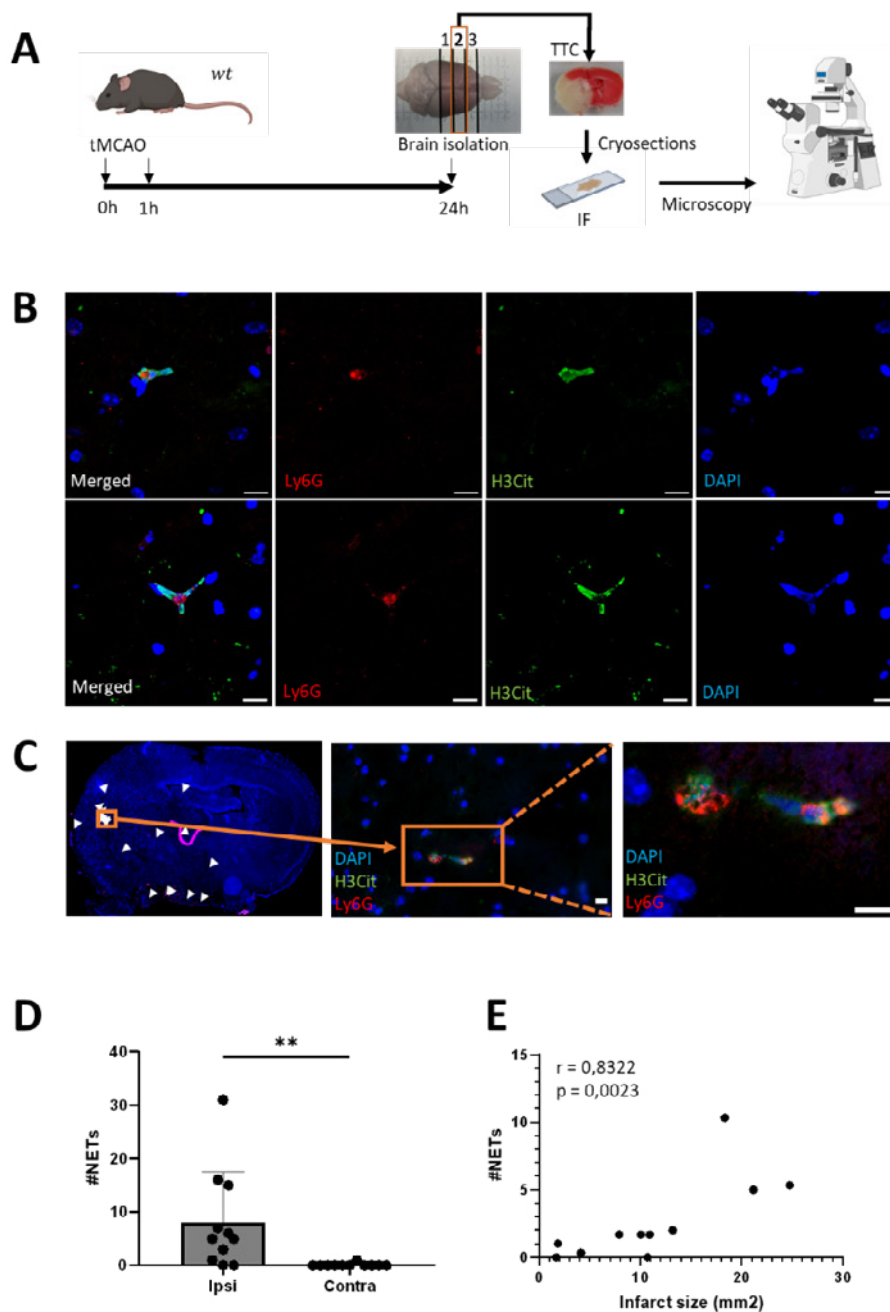 A
wt
1 2 3
TTC
tMCAO
Brain isolation
Cryosections
0h
1h
24h
IF
Microscopy
B
Merged
Ly6G
H3Cit
DAPI
Merged
Ly6G
H3Cit
DAPI
C
DAPI
H3Cit
Ly6G
DAPI
H3Cit
Ly6G
D
**
40
30
20
10
0
#NETs
Ipsi
Contra
E
r = 0,8322
p = 0,0023
15
10
5
0
#NETs
0
10
20
30
Infarct size (mm2)